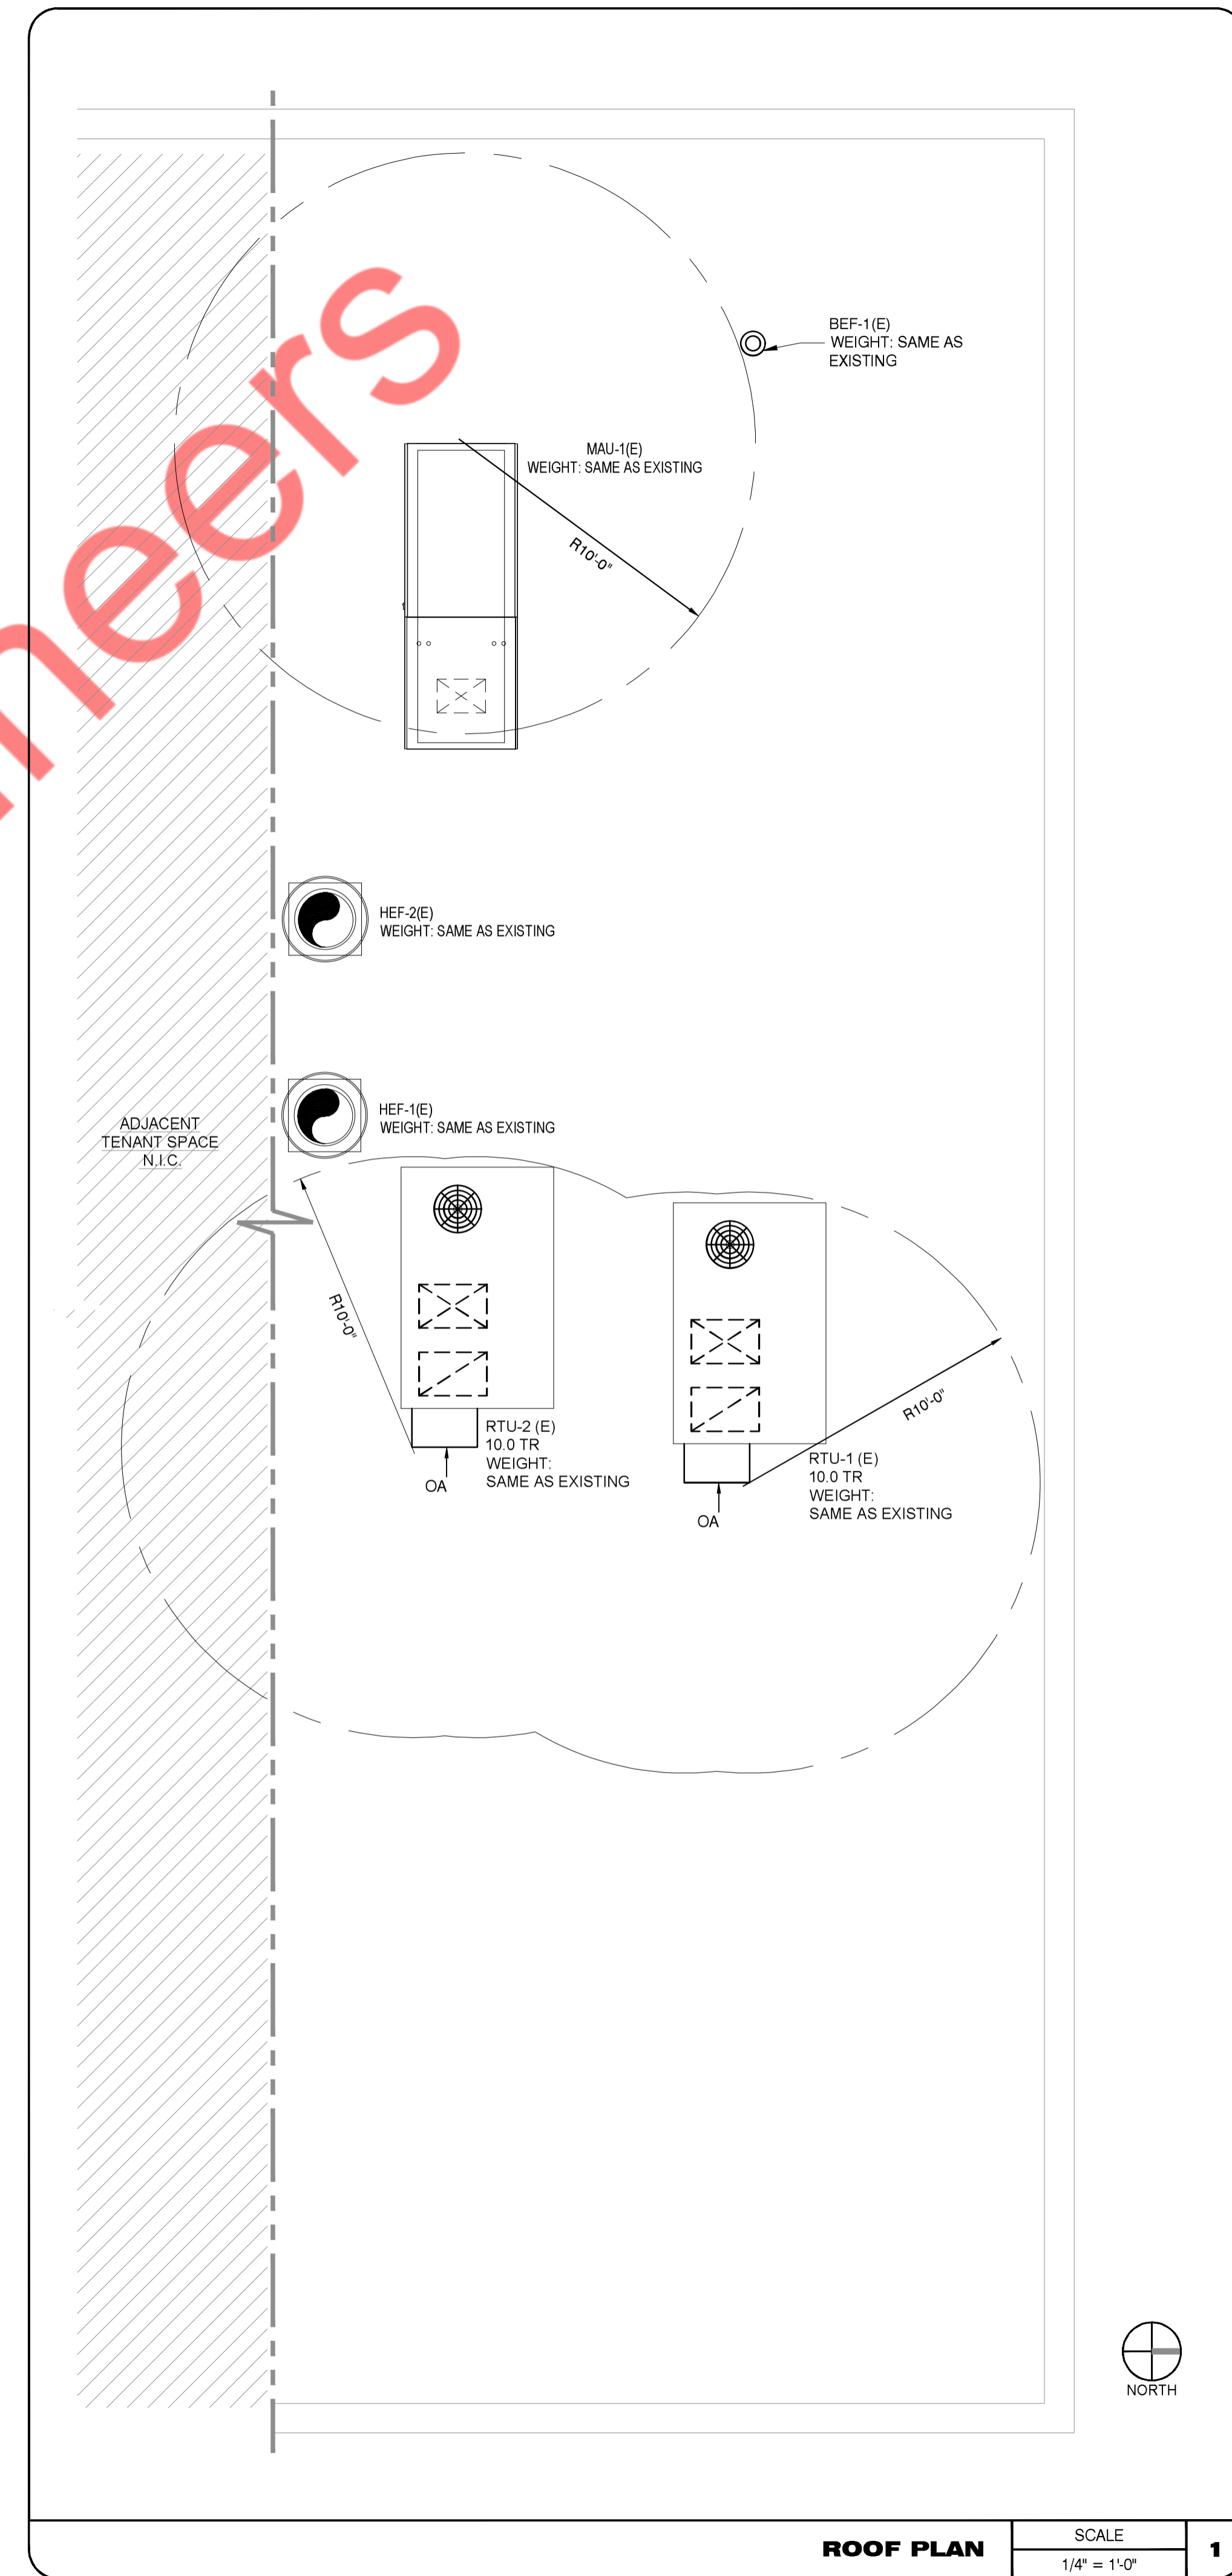 neers
BEF-1(E)
WEIGHT: SAME AS
EXISTING
MAU-1(E)
WEIGHT: SAME AS EXISTING
R10'-0"
HEF-2(E)
WEIGHT: SAME AS EXISTING
HEF-1(E)
WEIGHT: SAME AS EXISTING
ADJACENT
TENANT SPACE
N.I.C.
R10'-0"
RTU-2 (E)
10.0 TR
WEIGHT:
SAME AS EXISTING
OA
R10'-0"
RTU-1 (E)
10.0 TR
WEIGHT:
SAME AS EXISTING
OA
NORTH
ROOF PLAN
SCALE
1/4" = 1'-0"
1